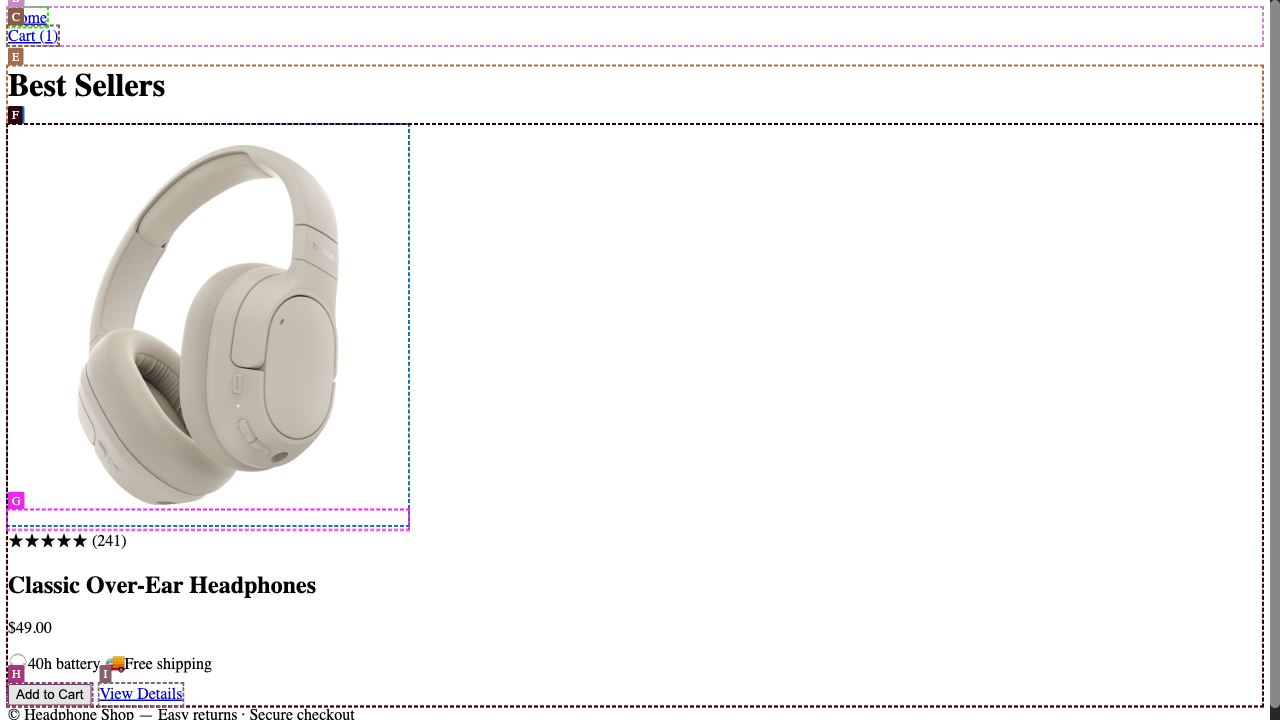 C
ome
Cart (1)
E
Best Sellers
F
G
★★★★★ (241)
Classic Over-Ear Headphones
$49.00
40h battery 🚚Free shipping
H I
Add to Cart View Details
© Headphone Shop — Easy returns · Secure checkout